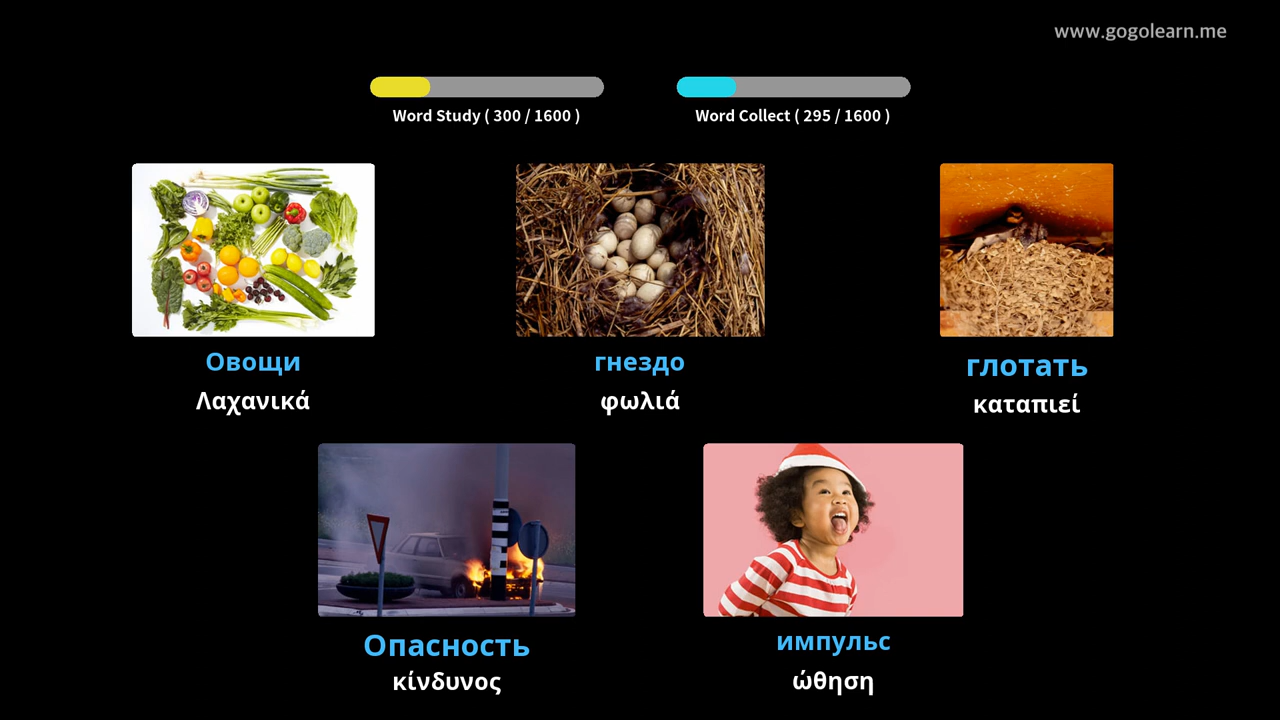 www.gogolearn.me
Word Study ( 300 / 1600 )
Word Collect ( 295 / 1600 )
Овощи
Λαχανικά
гнездо
φωλιά
глотать
καταπιεί
Опасность
κίνδυνος
импульс
ώθηση